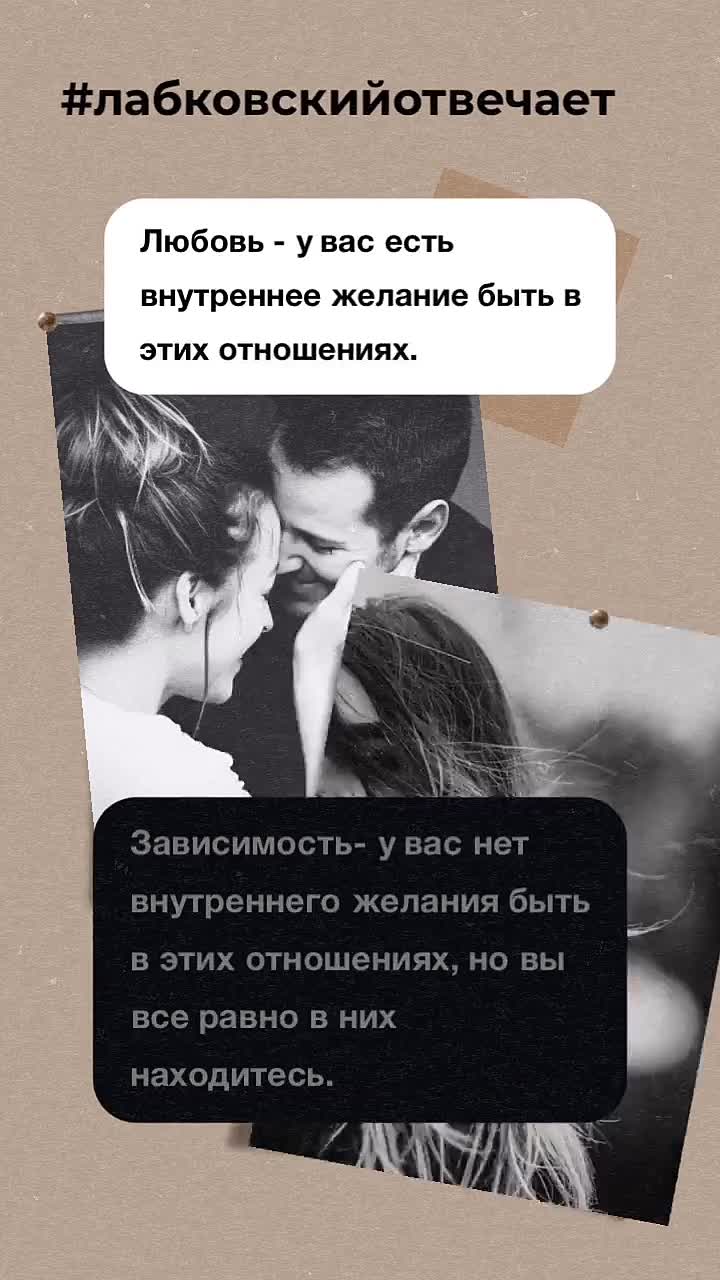 #лабковскийотвечает
Любовь - у вас есть
внутреннее желание быть в
этих отношениях.
Зависимость- у вас нет
внутреннего желания быть
в этих отношениях, но вы
все равно в них
находитесь.